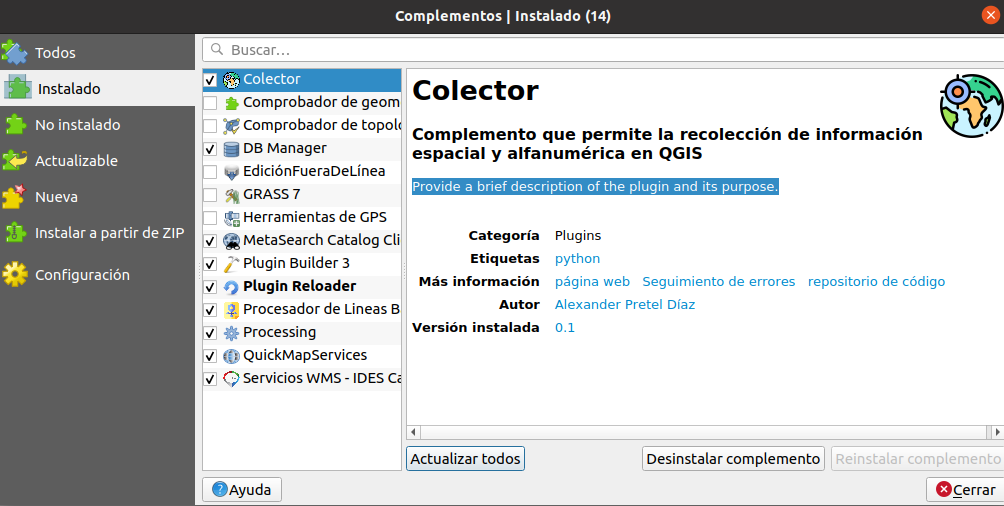 Complementos | Instalado (14)
Todos
Instalado
No instalado
Actualizable
Nueva
Instalar a partir de ZIP
Configuración
Buscar...
Colector
Comprobador de geom
Comprobador de topolo
DB Manager
EdiciónFueraDeLínea
GRASS 7
Herramientas de GPS
MetaSearch Catalog Cli
Plugin Builder 3
Plugin Reloader
Procesador de Lineas B
Processing
QuickMapServices
Servicios WMS - IDES Ca
Colector
Complemento que permite la recolección de información
espacial y alfanumérica en QGIS
Provide a brief description of the plugin and its purpose.
Categoría Plugins
Etiquetas python
Más información página web Seguimiento de errores repositorio de código
Autor Alexander Pretel Díaz
Versión instalada 0.1
Actualizar todos
Desinstalar complemento
Reinstalar complemento
Ayuda
Cerrar